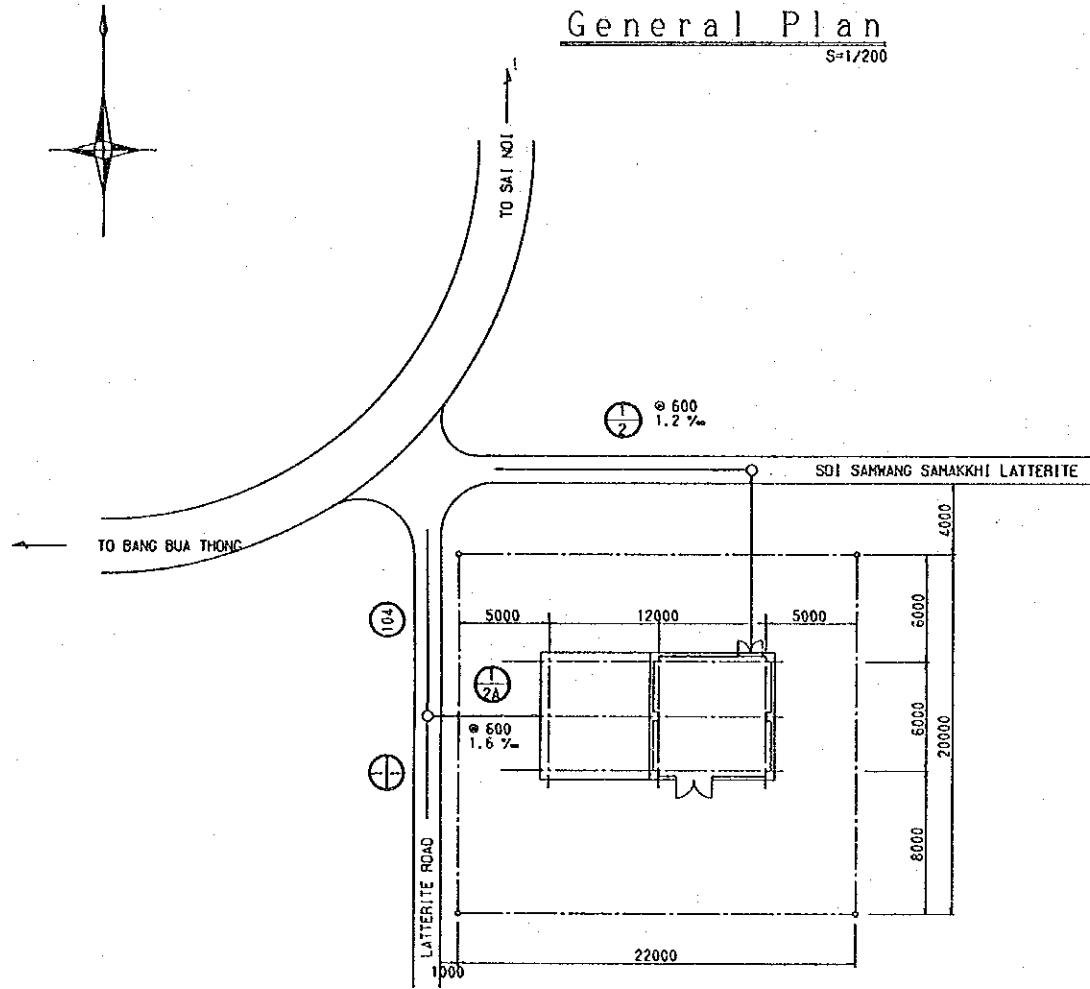 General Plan
S=1/200
TO SAI NOI
1
2
@ 600
1.2 ‰
SOI SAMWANG SAMAKKHI LATTERITE
TO BANG BUA THONG
4000
104
5000
12000
5000
6000
1
2A
@ 600
1.6 ‰
6000
20000
8000
LATTERITE ROAD
22000
1000